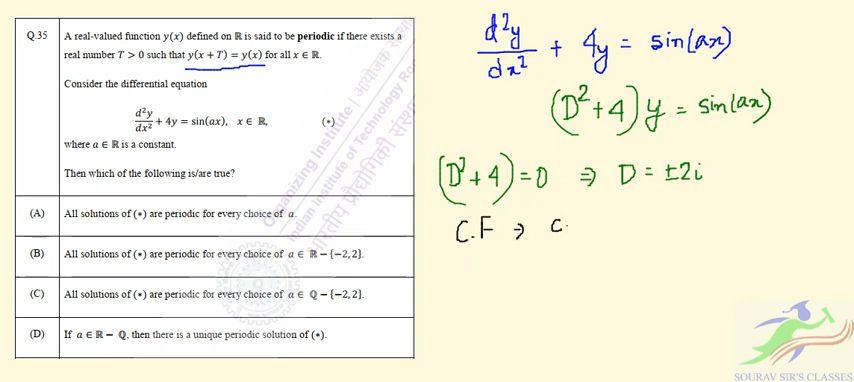 Q.35
A real-valued function y(x) defined on ℝ is said to be periodic if there exists a
real number T > 0 such that y(x + T) = y(x) for all x ∈ ℝ.
Consider the differential equation
d²y/dx² + 4y = sin(ax), x ∈ ℝ, (*)
where a ∈ ℝ is a constant.
Then which of the following is/are true?
(A) All solutions of (*) are periodic for every choice of a.
(B) All solutions of (*) are periodic for every choice of a ∈ ℝ − {−2, 2}.
(C) All solutions of (*) are periodic for every choice of a ∈ ℚ − {−2, 2}.
(D) If a ∈ ℝ − ℚ, then there is a unique periodic solution of (*).
d²y/dx² + 4y = sin(ax)
(D² + 4) y = sin(ax)
(D² + 4) = 0 ⇒ D = ±2i
C.F → c.
Organizing Institute
Indian Institute of Technology Roo
भारतीय प्रौद्योगिकी संस्था
SOURAV SIR'S CLASSES